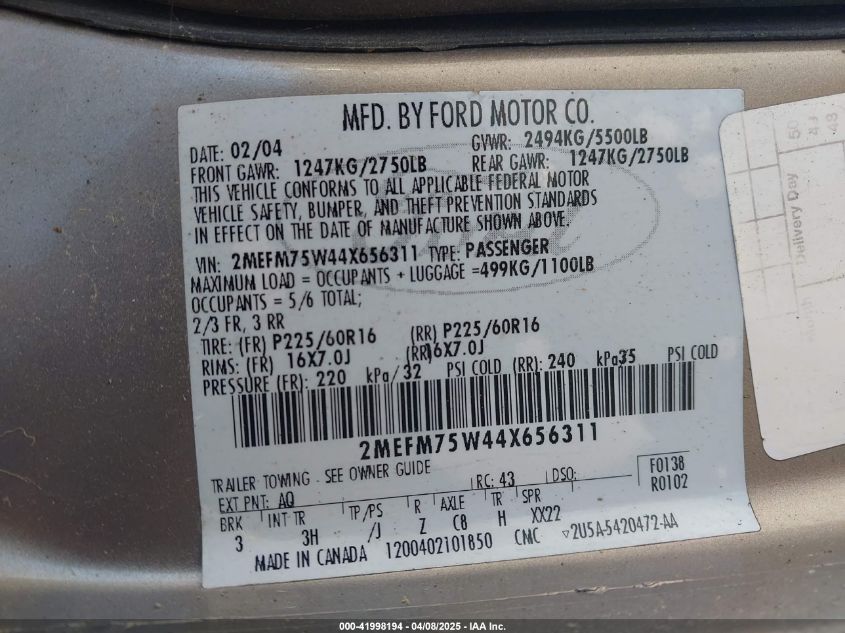 MFD. BY FORD MOTOR CO.
DATE: 02/04 GVWR: 2494KG/5500LB
FRONT GAWR: 1247KG/2750LB REAR GAWR: 1247KG/2750LB
THIS VEHICLE CONFORMS TO ALL APPLICABLE FEDERAL MOTOR
VEHICLE SAFETY, BUMPER, AND THEFT PREVENTION STANDARDS
IN EFFECT ON THE DATE OF MANUFACTURE SHOWN ABOVE.
VIN: 2MEFM75W44X656311 TYPE: PASSENGER
MAXIMUM LOAD = OCCUPANTS + LUGGAGE =499KG/1100LB
OCCUPANTS = 5/6 TOTAL;
2/3 FR, 3 RR
TIRE: (FR) P225/60R16 (RR) P225/60R16
RIMS: 16X7.0J (RR)16X7.0J
PRESSURE (FR): 220 kPa/ 32 PSI COLD (RR): 240 kPa35 PSI COLD
2MEFM75W44X656311
TRAILER TOWING - SEE OWNER GUIDE
EXT PNT: AQ RC: 43 DSO: F0138
R0102
BRK INT TR TP/PS R AXLE TR SPR
3 3H /J Z C8 H XX22
MADE IN CANADA 1200402101850 CMC ▽2U5A-5420472-AA
Delivery Day
50
48
000-41998194 - 04/08/2025 - IAA Inc.